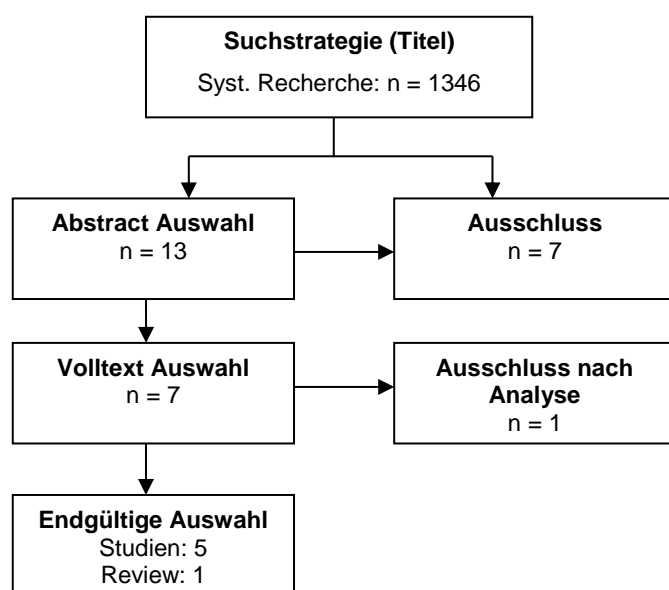 Suchstrategie (Titel)
Syst. Recherche: n = 1346
Abstract Auswahl
n = 13
Ausschluss
n = 7
Volltext Auswahl
n = 7
Ausschluss nach
Analyse
n = 1
Endgültige Auswahl
Studien: 5
Review: 1